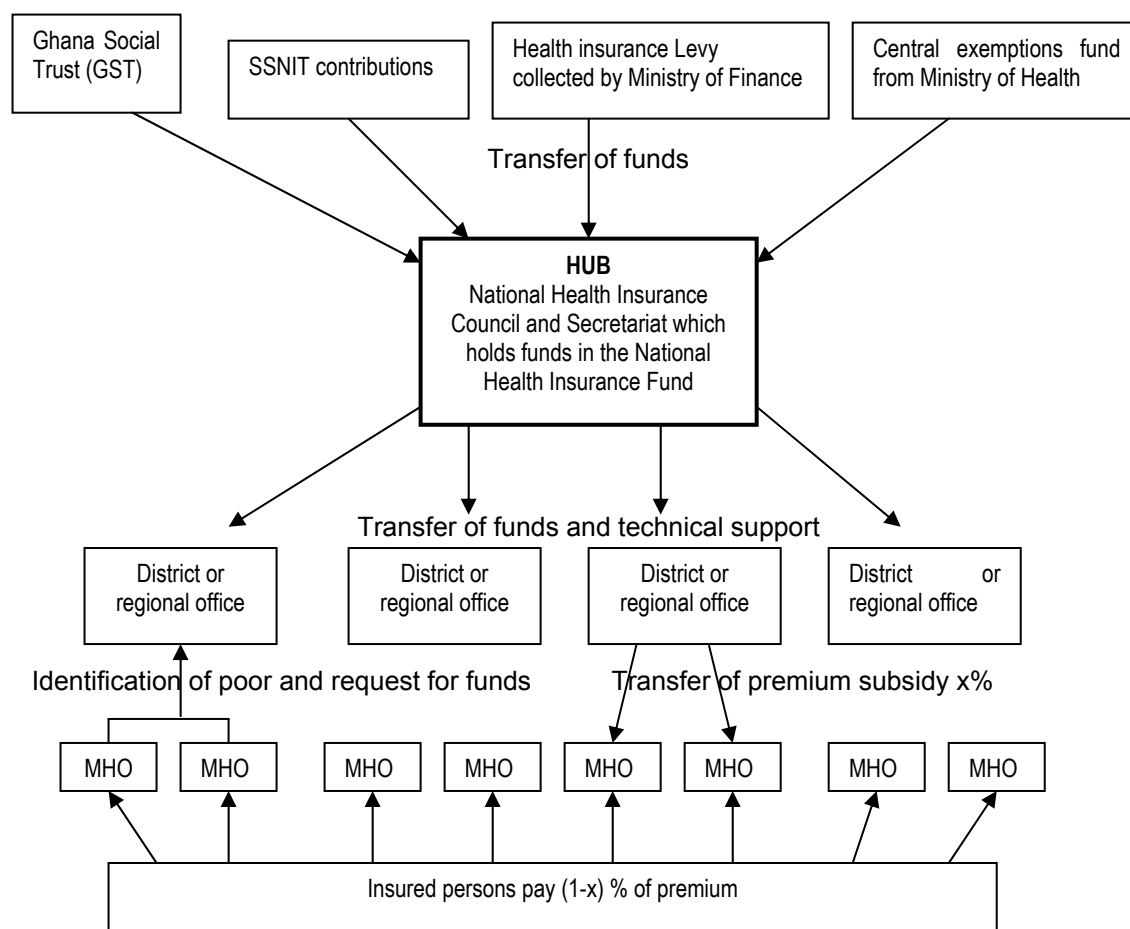 Ghana Social
Trust (GST)
SSNIT contributions
Health insurance Levy
collected by Ministry of Finance
Central exemptions fund
from Ministry of Health
Transfer of funds
HUB
National Health Insurance
Council and Secretariat which
holds funds in the National
Health Insurance Fund
Transfer of funds and technical support
District or
regional office
District or
regional office
District or
regional office
District or
regional office
Identification of poor and request for funds
Transfer of premium subsidy x%
MHO
MHO
MHO
MHO
MHO
MHO
MHO
MHO
Insured persons pay (1-x) % of premium